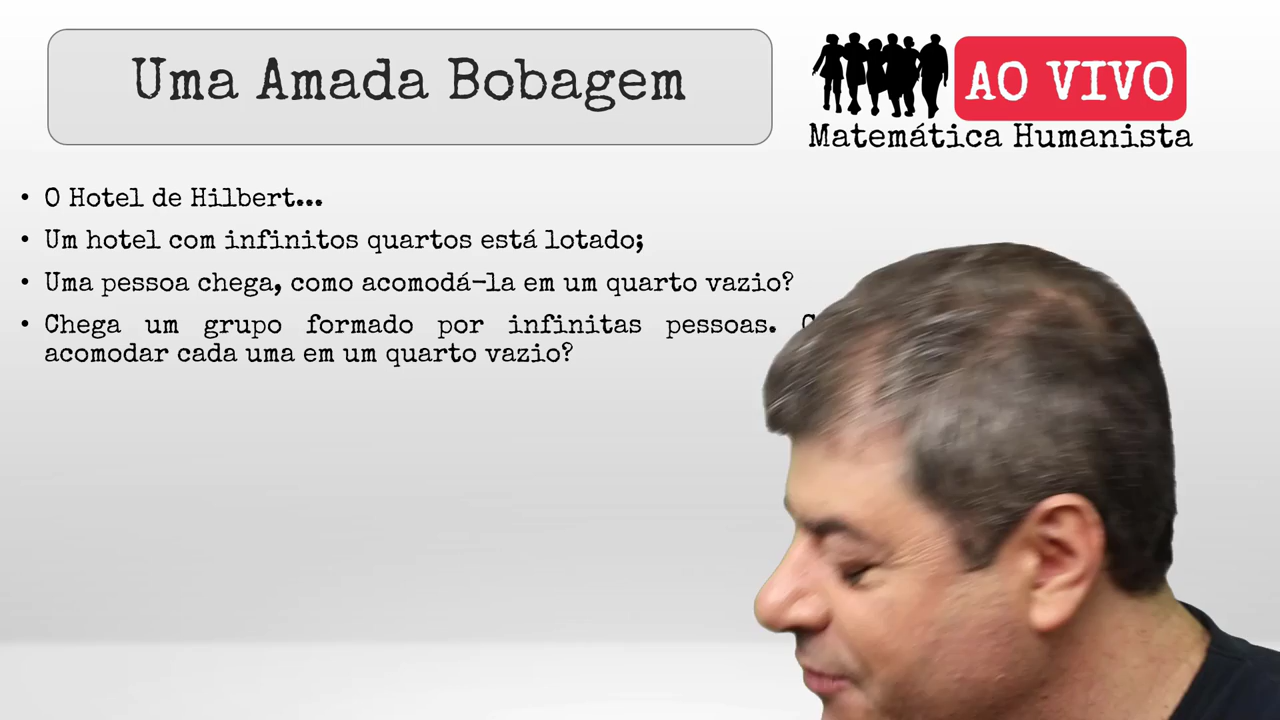 Uma Amada Bobagem
AO VIVO
Matemática Humanista
• O Hotel de Hilbert...
• Um hotel com infinitos quartos está lotado;
• Uma pessoa chega, como acomodá-la em um quarto vazio?
• Chega um grupo formado por infinitas pessoas.
acomodar cada uma em um quarto vazio?